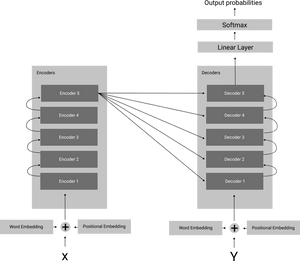 Output probabilities
Softmax
Linear Layer
Encoders
Encoder 5
Encoder 4
Encoder 3
Encoder 2
Encoder 1
Word Embedding
+
Positional Embedding
X
Decoders
Decoder 5
Decoder 4
Decoder 3
Decoder 2
Decoder 1
Word Embedding
+
Positional Embedding
Y